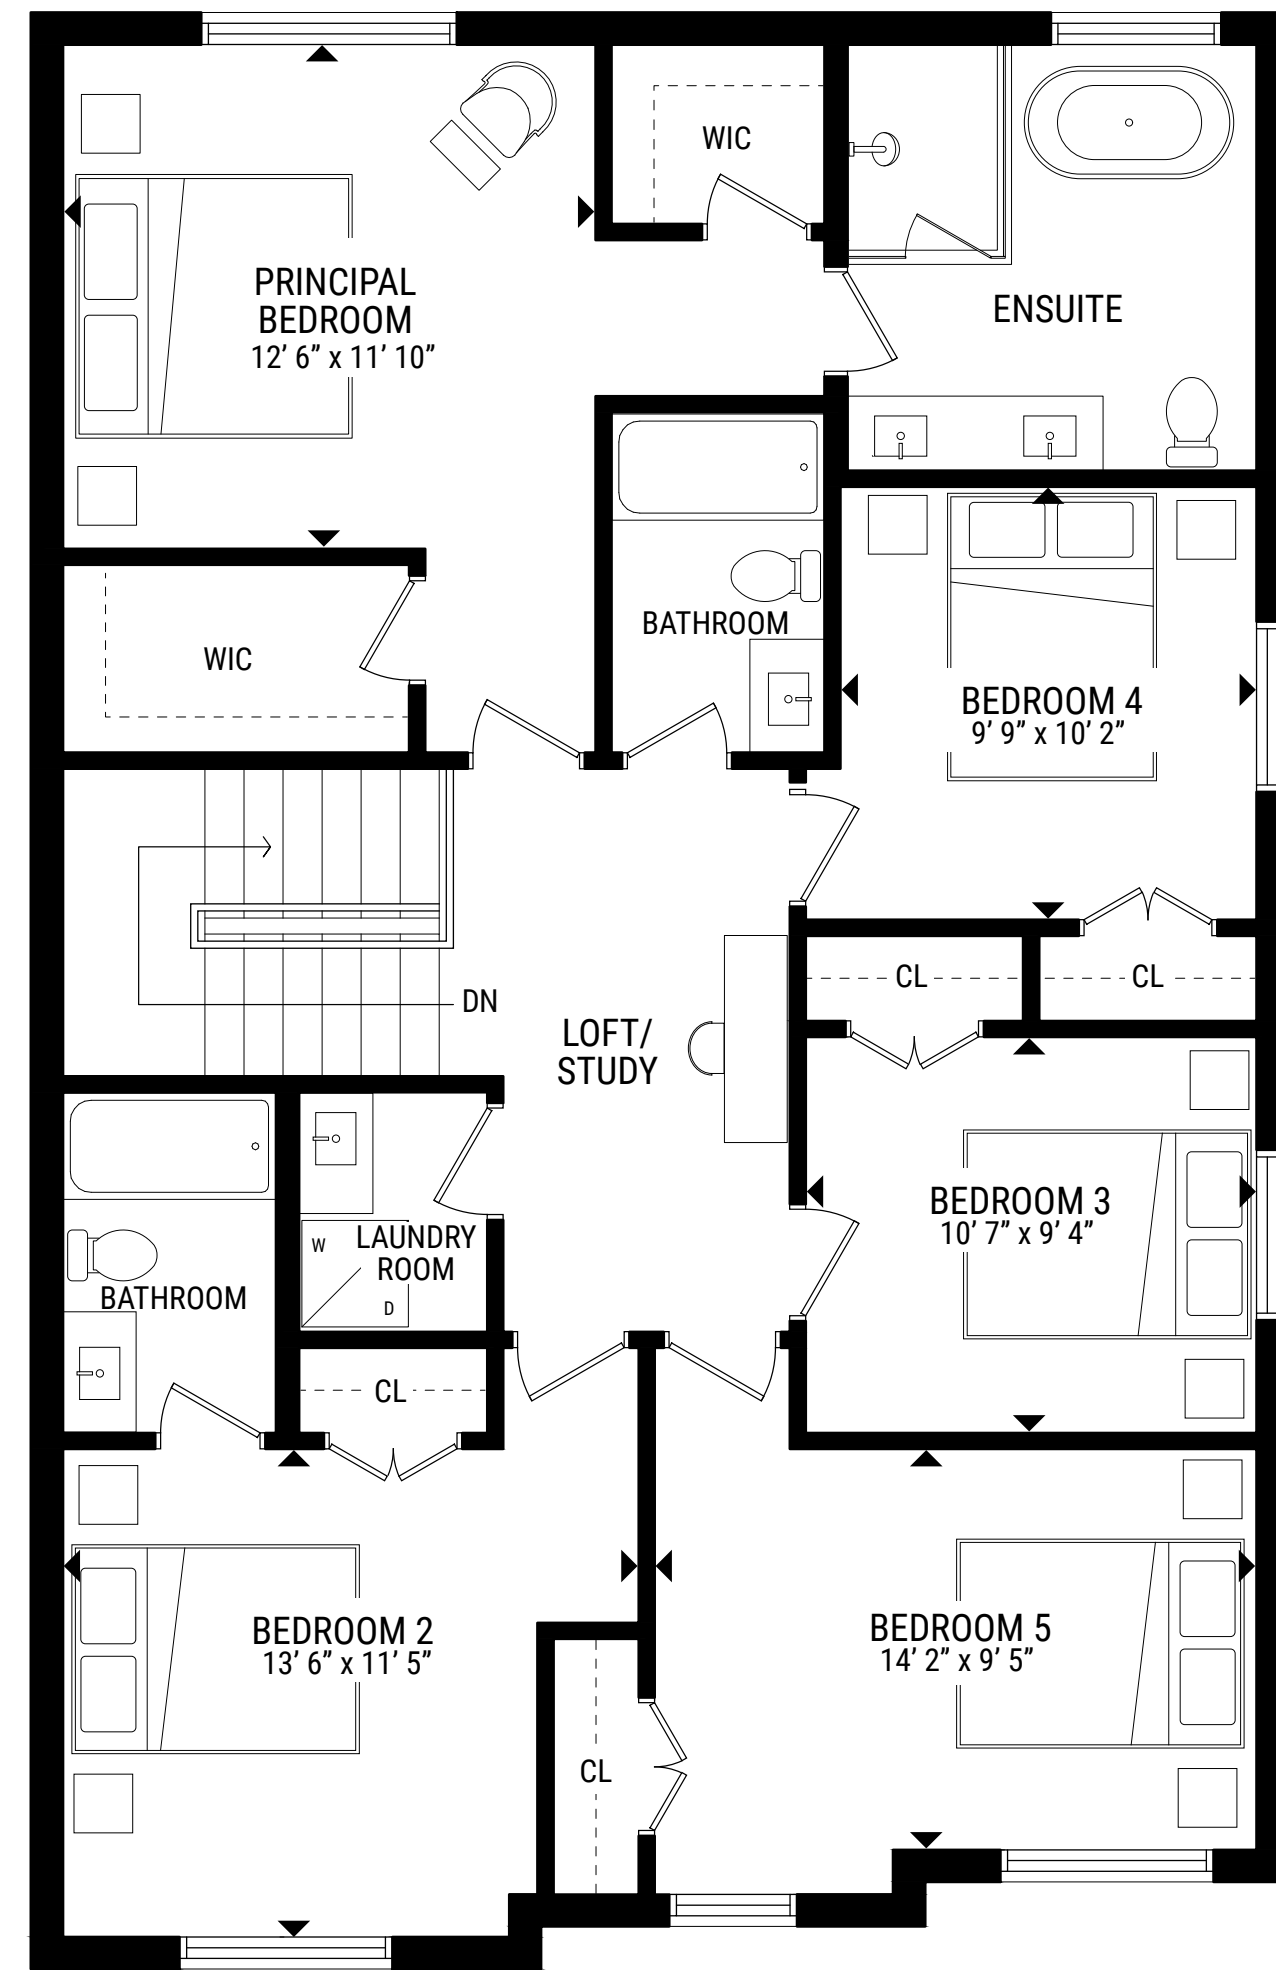 WIC
PRINCIPAL
BEDROOM
12’ 6” x 11’ 10”
ENSUITE
BATHROOM
WIC
BEDROOM 4
9’ 9” x 10’ 2”
CL
CL
DN
LOFT/
STUDY
BEDROOM 3
10’ 7” x 9’ 4”
W
LAUNDRY
ROOM
D
BATHROOM
CL
BEDROOM 2
13’ 6” x 11’ 5”
BEDROOM 5
14’ 2” x 9’ 5”
CL